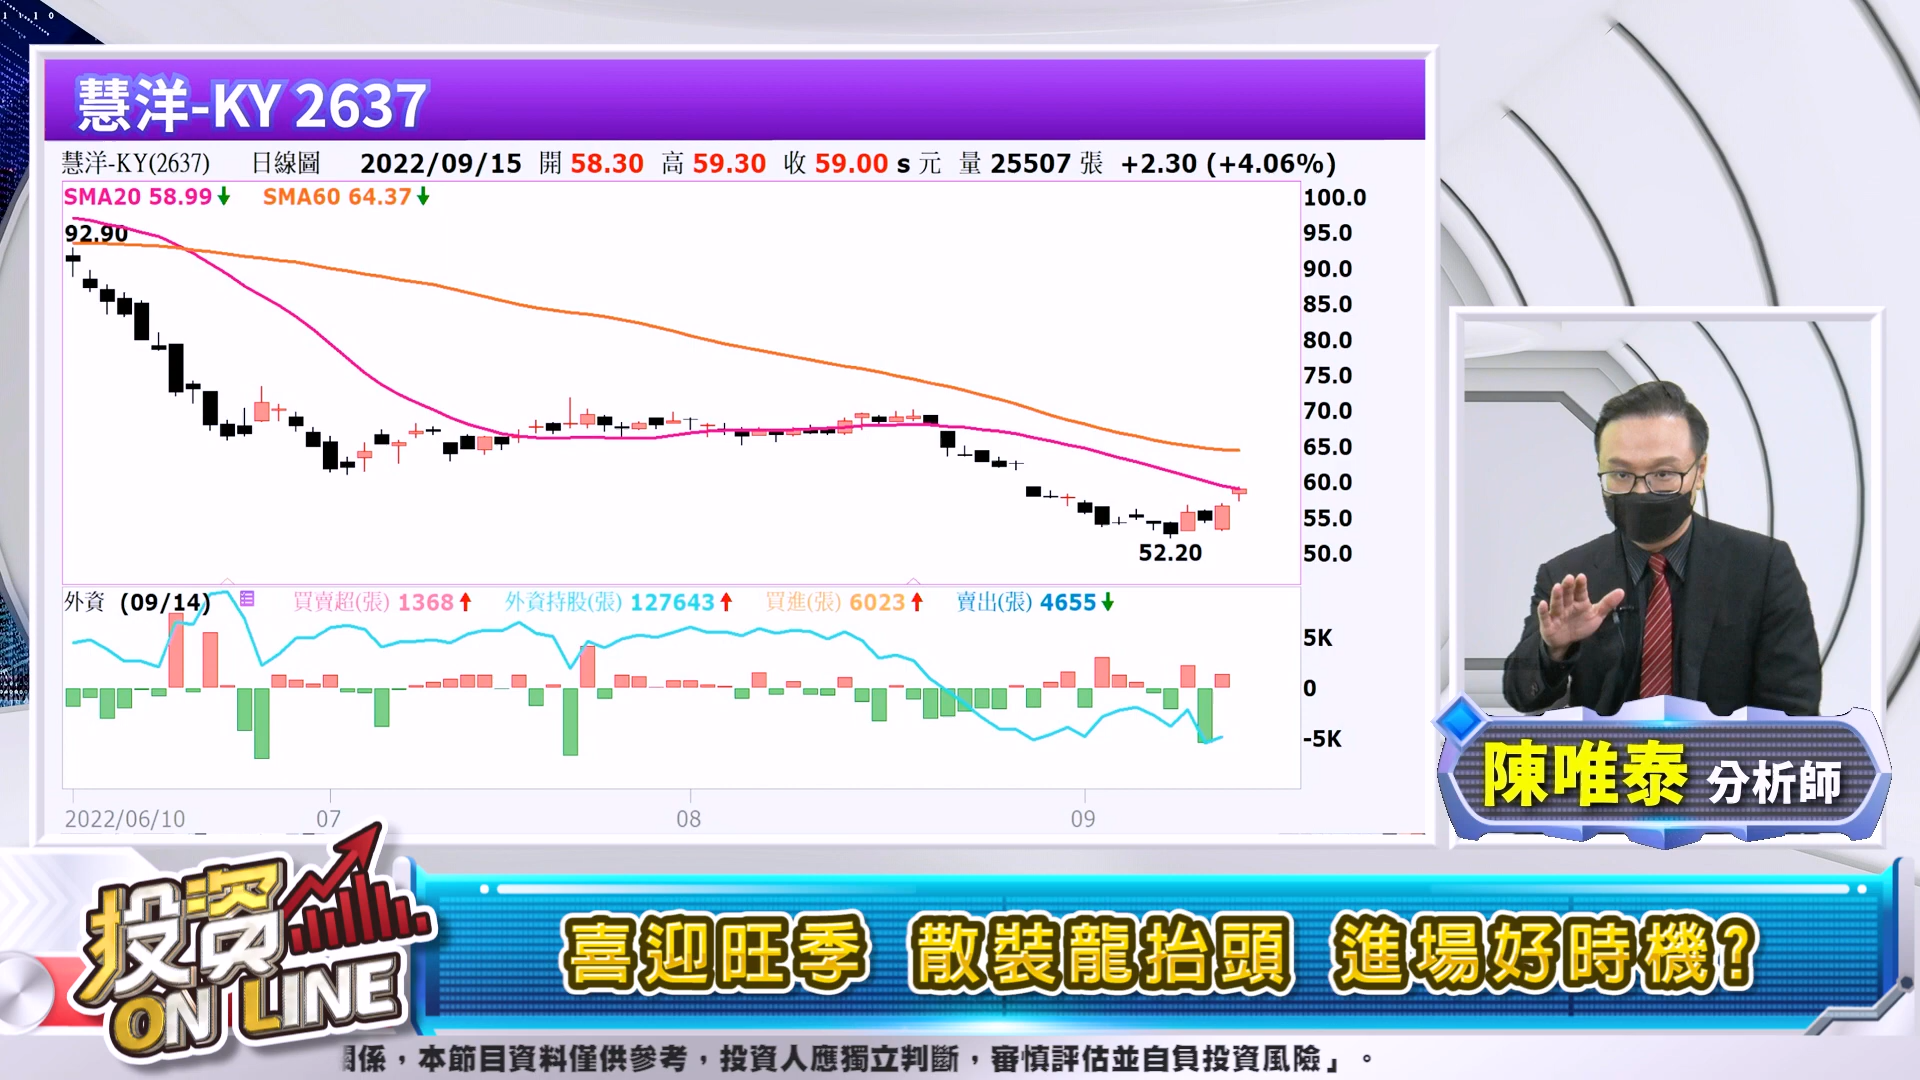 慧洋-KY 2637
慧洋-KY(2637) 日線圖 2022/09/15 開 58.30 高 59.30 收 59.00 s 元 量 25507 張 +2.30 (+4.06%)
SMA20 58.99↓ SMA60 64.37↓
92.90
52.20
100.0
95.0
90.0
85.0
80.0
75.0
70.0
65.0
60.0
55.0
50.0
外資 (09/14) 買賣超(張) 1368↑ 外資持股(張) 127643↑ 買進(張) 6023↑ 賣出(張) 4655↓
5K
0
-5K
2022/06/10 07 08 09
陳唯泰 分析師
投資
ON LINE
喜迎旺季 散裝龍抬頭 進場好時機?
係，本節目資料僅供參考，投資人應獨立判斷，審慎評估並自負投資風險」。